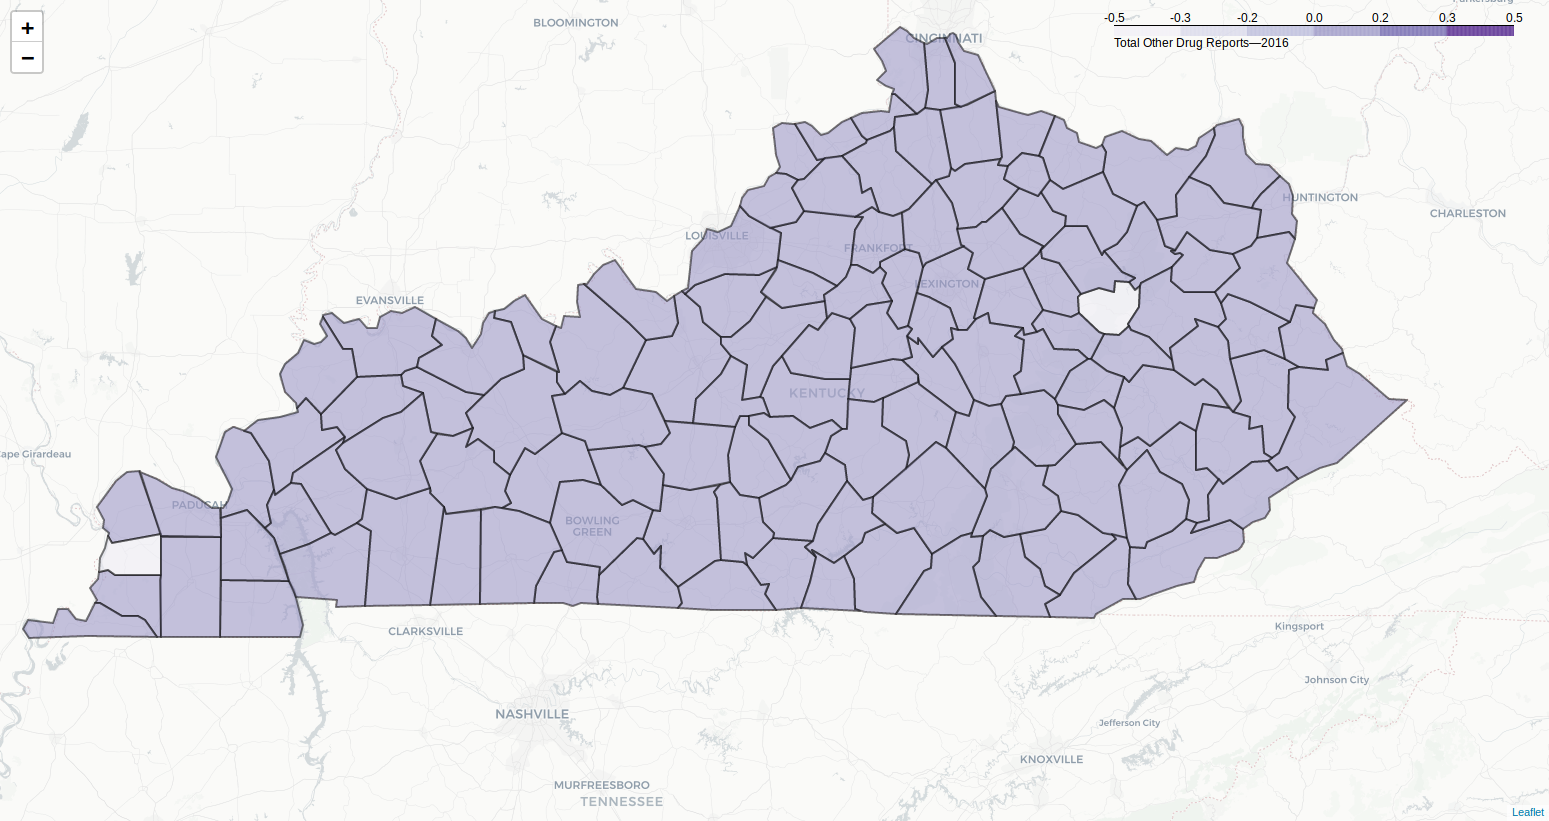 +
−
BLOOMINGTON
CINCINNATI
-0.5 -0.3 -0.2 0.0 0.2 0.3 0.5
Total Other Drug Reports—2016
Parkersburg
HUNTINGTON
CHARLESTON
LOUISVILLE
FRANKFORT
LEXINGTON
EVANSVILLE
KENTUCKY
Cape Girardeau
PADUCAH
BOWLING
GREEN
CLARKSVILLE
Kingsport
Johnson City
NASHVILLE
Jefferson City
KNOXVILLE
MURFREESBORO
TENNESSEE
Leaflet